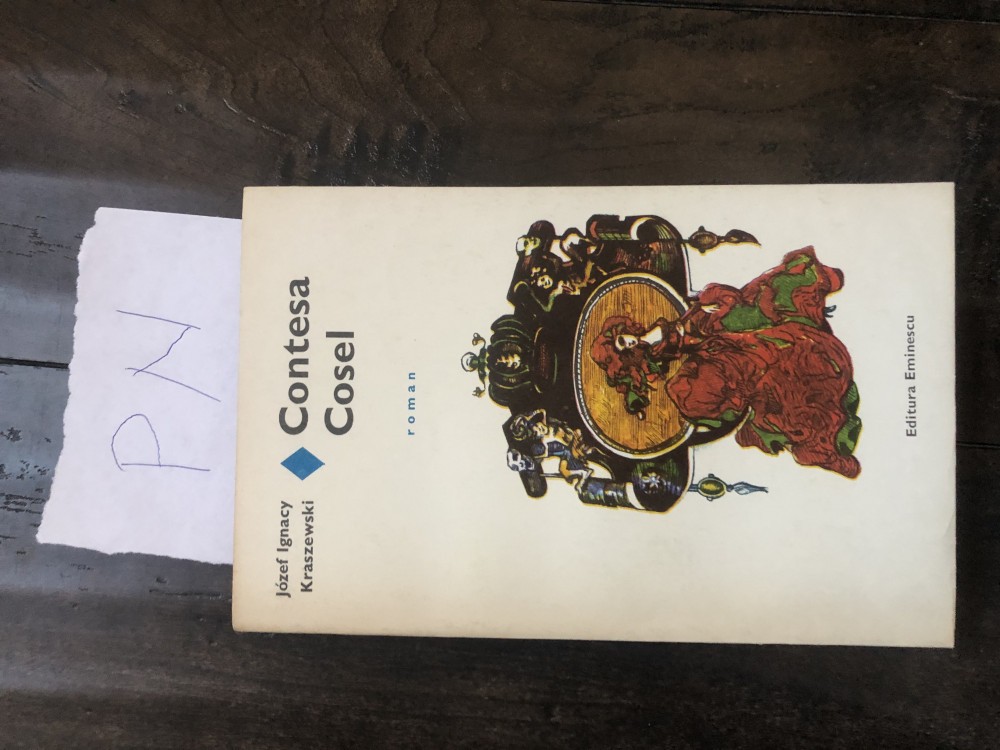 PN
Józef Ignacy
Kraszewski
Contesa
Cosel
roman
Editura Eminescu